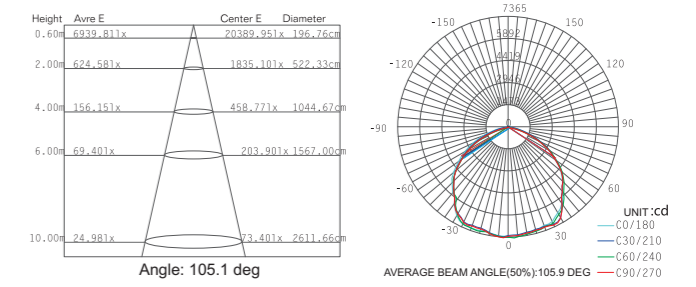 Height Avre E Center E Diameter
0.60m 6939.81lx 20389.95lx 196.76cm
2.00m 624.58lx 1835.10lx 522.33cm
4.00m 156.15lx 458.77lx 1044.67cm
6.00m 69.40lx 203.90lx 1567.00cm
10.00m 24.98lx 73.40lx 2611.66cm
Angle: 105.1 deg
7365
-150 150
5892
4419
-120 120
2946
0
-90 90
-60 60
-30 30
0
UNIT:cd
C0/180
C30/210
C60/240
C90/270
AVERAGE BEAM ANGLE(50%):105.9 DEG